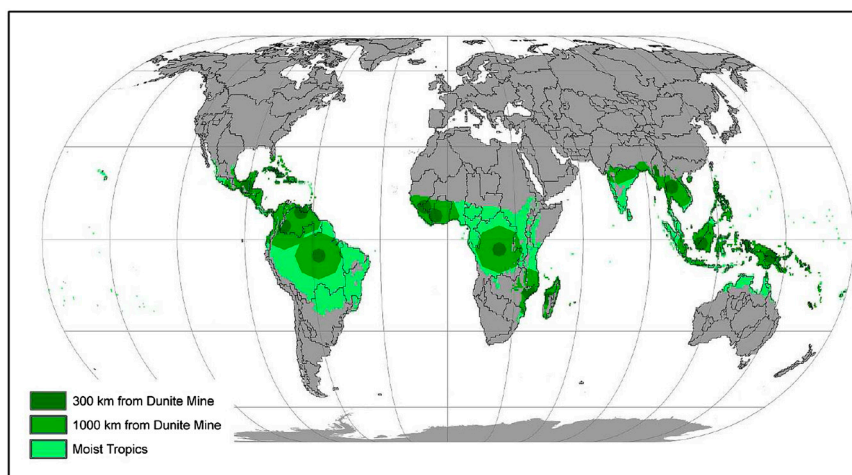 300 km from Dunite Mine
1000 km from Dunite Mine
Moist Tropics